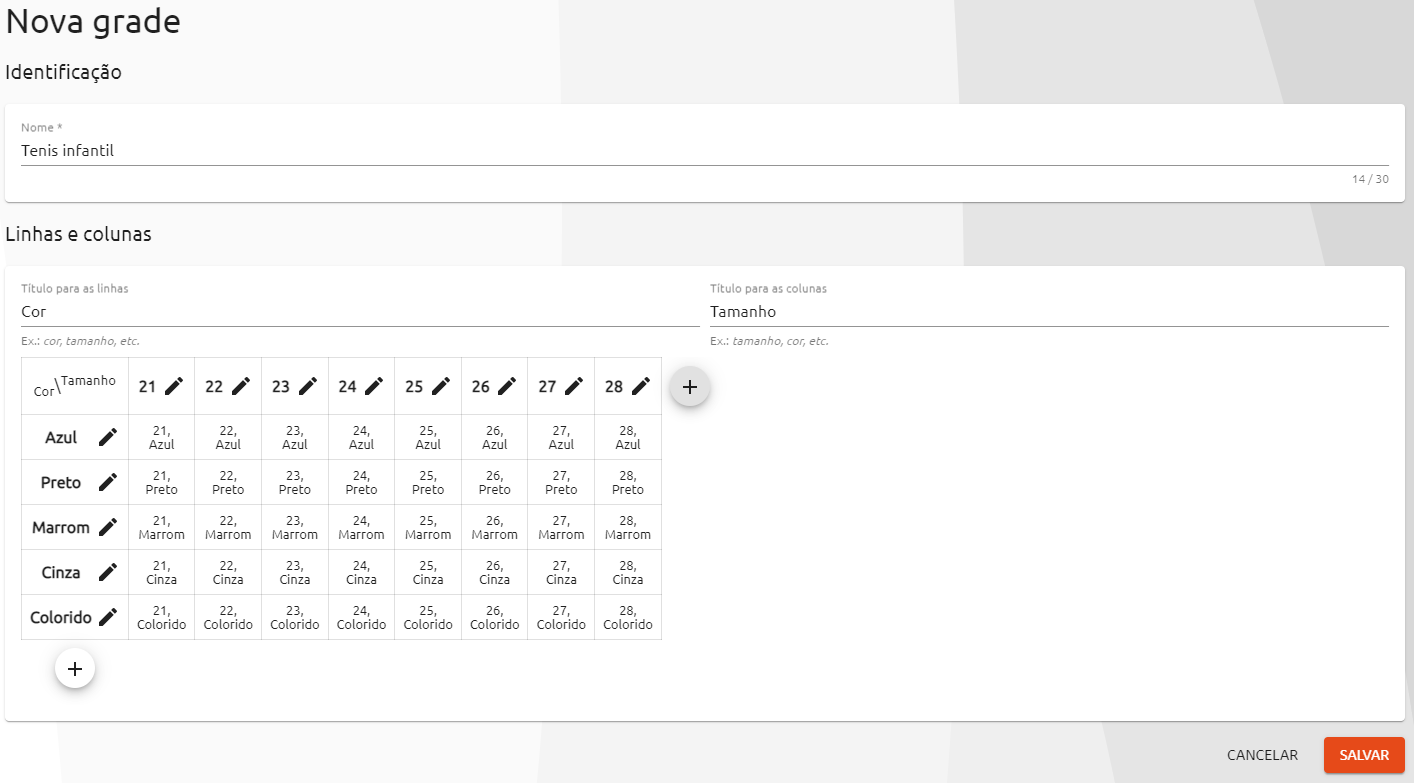 Nova grade
Identificação
Nome *
Tenis infantil
14 / 30
Linhas e colunas
Título para as linhas
Título para as colunas
Cor
Tamanho
Ex.: cor, tamanho, etc.
Ex.: tamanho, cor, etc.
Cor\Tamanho 21 22 23 24 25 26 27 28 +
Azul 21, Azul 22, Azul 23, Azul 24, Azul 25, Azul 26, Azul 27, Azul 28, Azul
Preto 21, Preto 22, Preto 23, Preto 24, Preto 25, Preto 26, Preto 27, Preto 28, Preto
Marrom 21, Marrom 22, Marrom 23, Marrom 24, Marrom 25, Marrom 26, Marrom 27, Marrom 28, Marrom
Cinza 21, Cinza 22, Cinza 23, Cinza 24, Cinza 25, Cinza 26, Cinza 27, Cinza 28, Cinza
Colorido 21, Colorido 22, Colorido 23, Colorido 24, Colorido 25, Colorido 26, Colorido 27, Colorido 28, Colorido
+
CANCELAR SALVAR